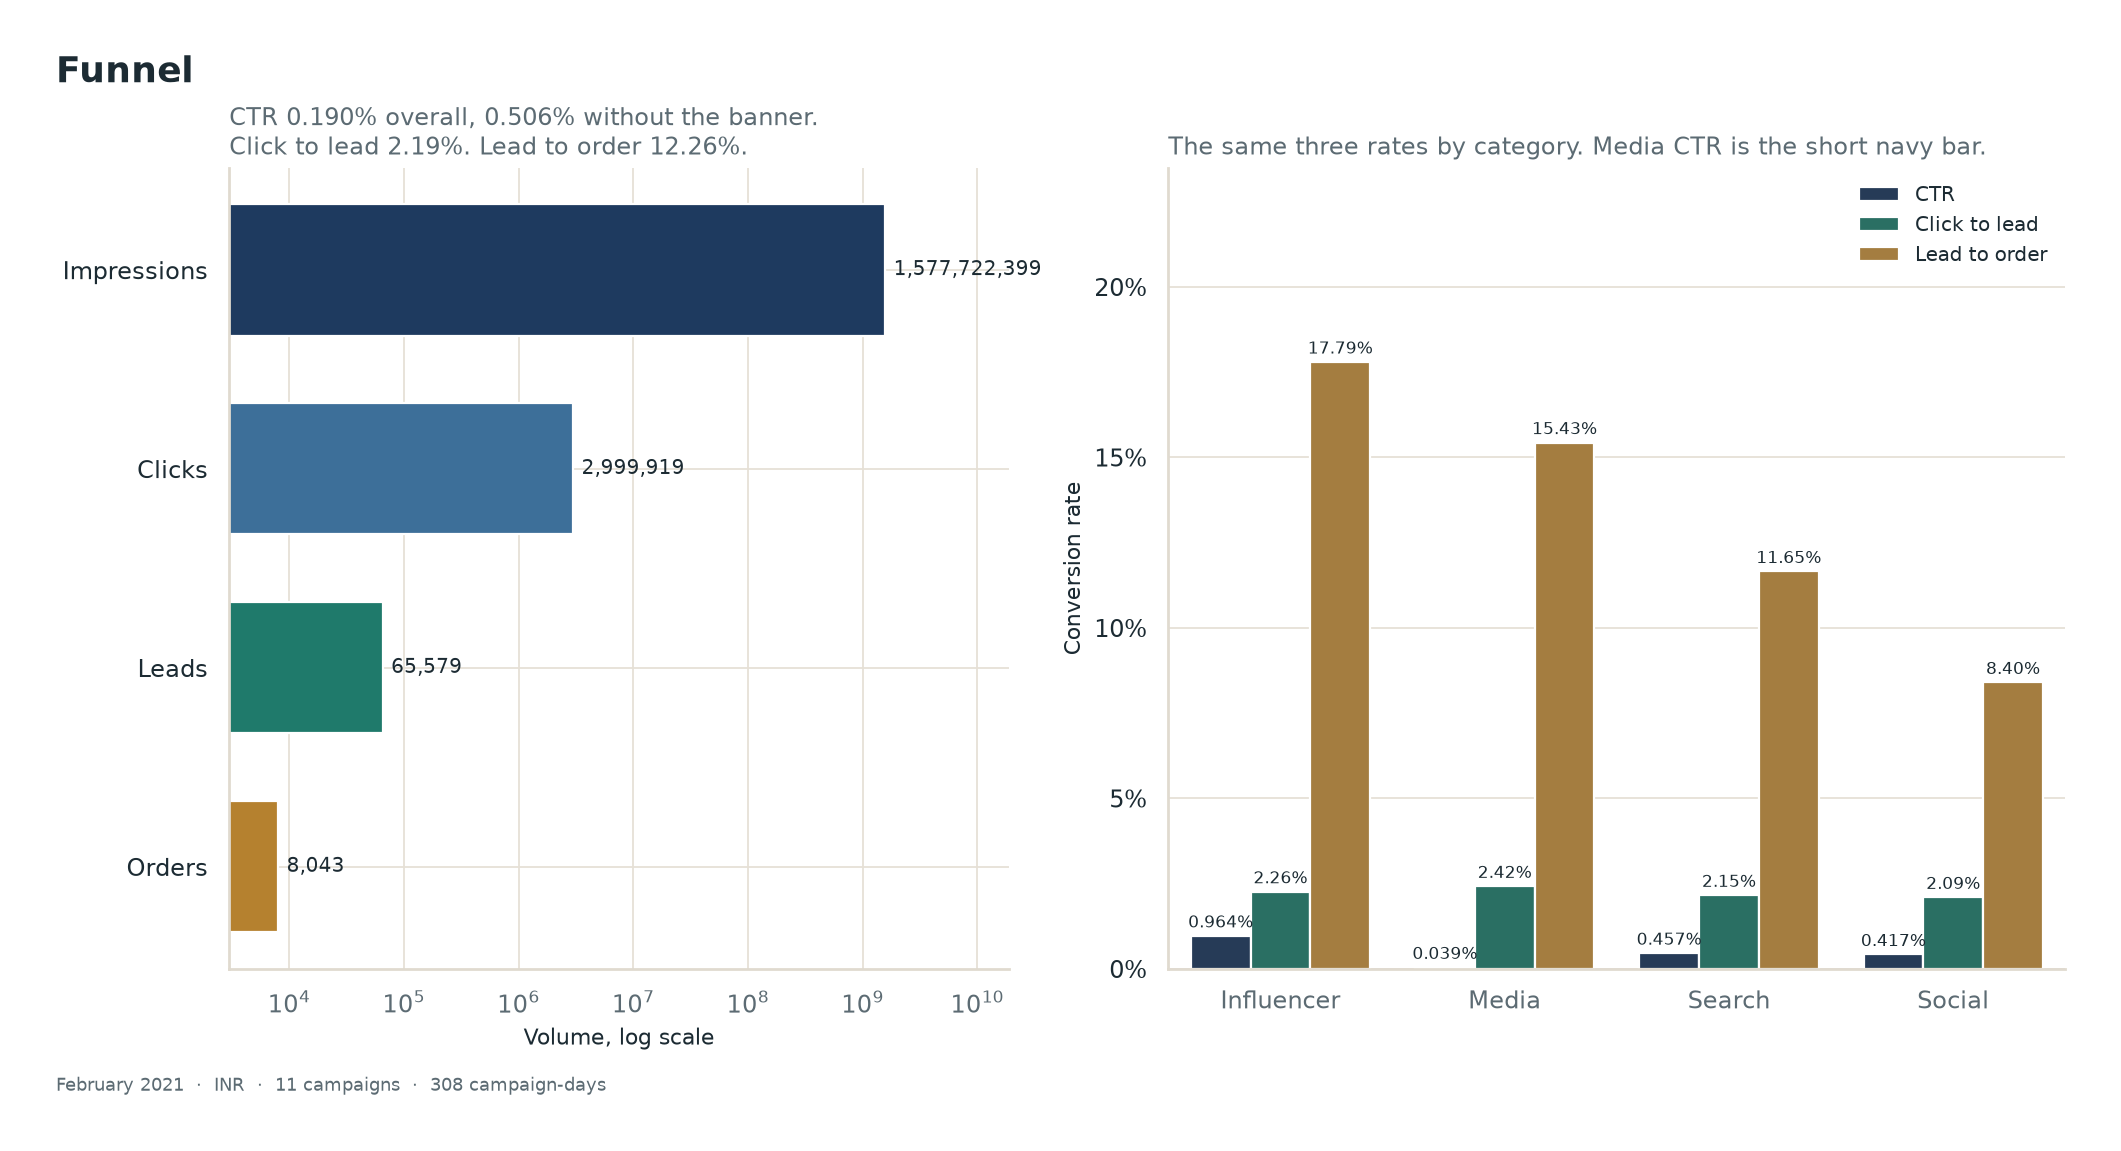 Funnel
CTR 0.190% overall, 0.506% without the banner.
Click to lead 2.19%. Lead to order 12.26%.
Impressions
1,577,722,399
Clicks
2,999,919
Leads
65,579
Orders
8,043
10⁴ 10⁵ 10⁶ 10⁷ 10⁸ 10⁹ 10¹⁰
Volume, log scale
The same three rates by category. Media CTR is the short navy bar.
CTR
Click to lead
Lead to order
Conversion rate
20%
15%
10%
5%
0%
0.964% 2.26% 17.79%
0.039% 2.42% 15.43%
0.457% 2.15% 11.65%
0.417% 2.09% 8.40%
Influencer Media Search Social
February 2021 · INR · 11 campaigns · 308 campaign-days